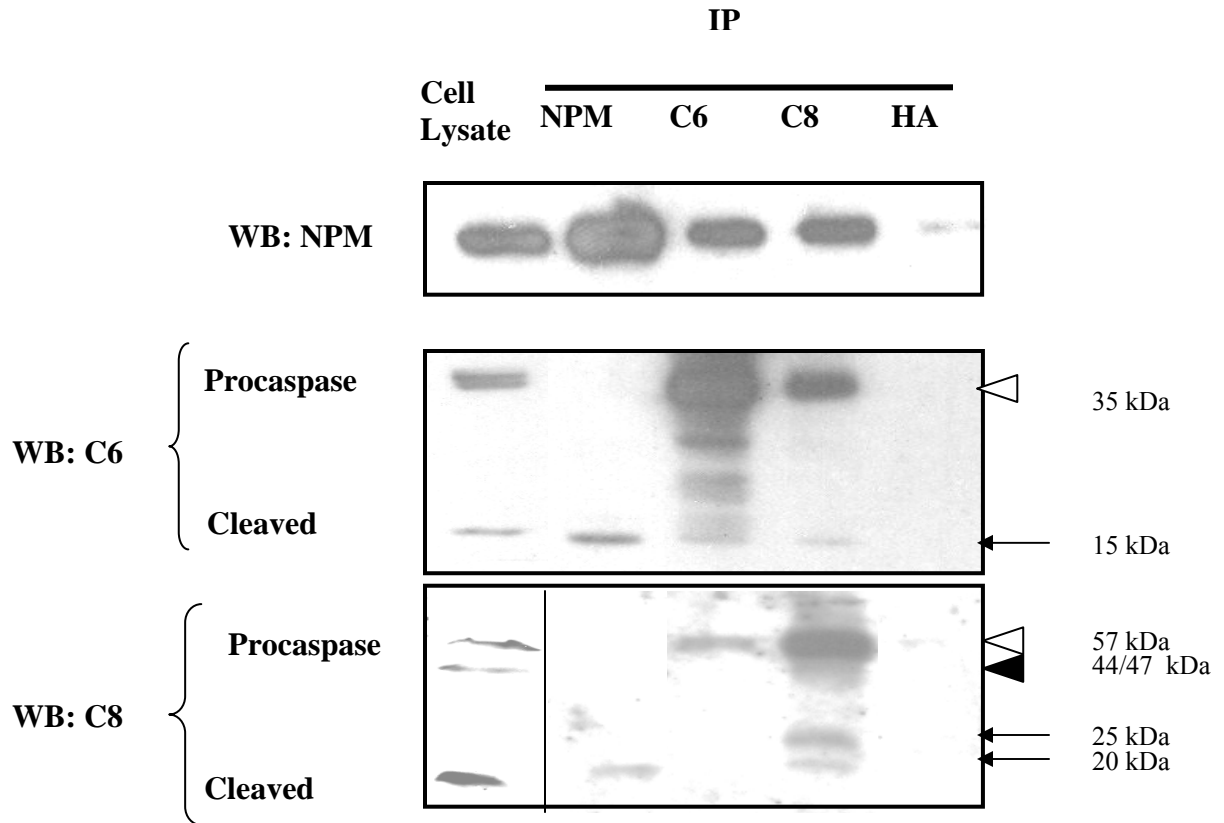 IP
Cell
Lysate
NPM C6 C8 HA
WB: NPM
WB: C6
Procaspase
Cleaved
35 kDa
15 kDa
WB: C8
Procaspase
Cleaved
57 kDa
44/47 kDa
25 kDa
20 kDa